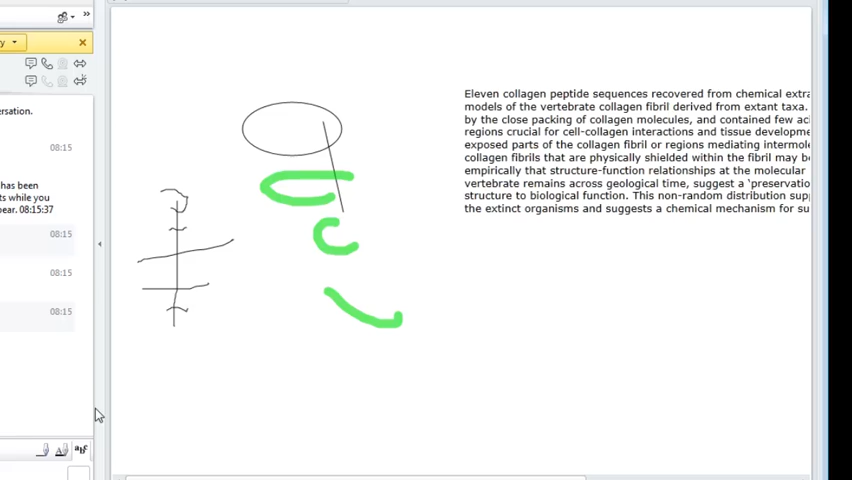 y
ersation.
08:15
has been
ts while you
pear. 08:15:37
08:15
08:15
08:15
abc
Eleven collagen peptide sequences recovered from chemical extra
models of the vertebrate collagen fibril derived from extant taxa.
by the close packing of collagen molecules, and contained few aci
regions crucial for cell-collagen interactions and tissue developme
exposed parts of the collagen fibril or regions mediating intermole
collagen fibrils that are physically shielded within the fibril may b
empirically that structure-function relationships at the molecular
vertebrate remains across geological time, suggest a 'preservatio
structure to biological function. This non-random distribution supp
the extinct organisms and suggests a chemical mechanism for su